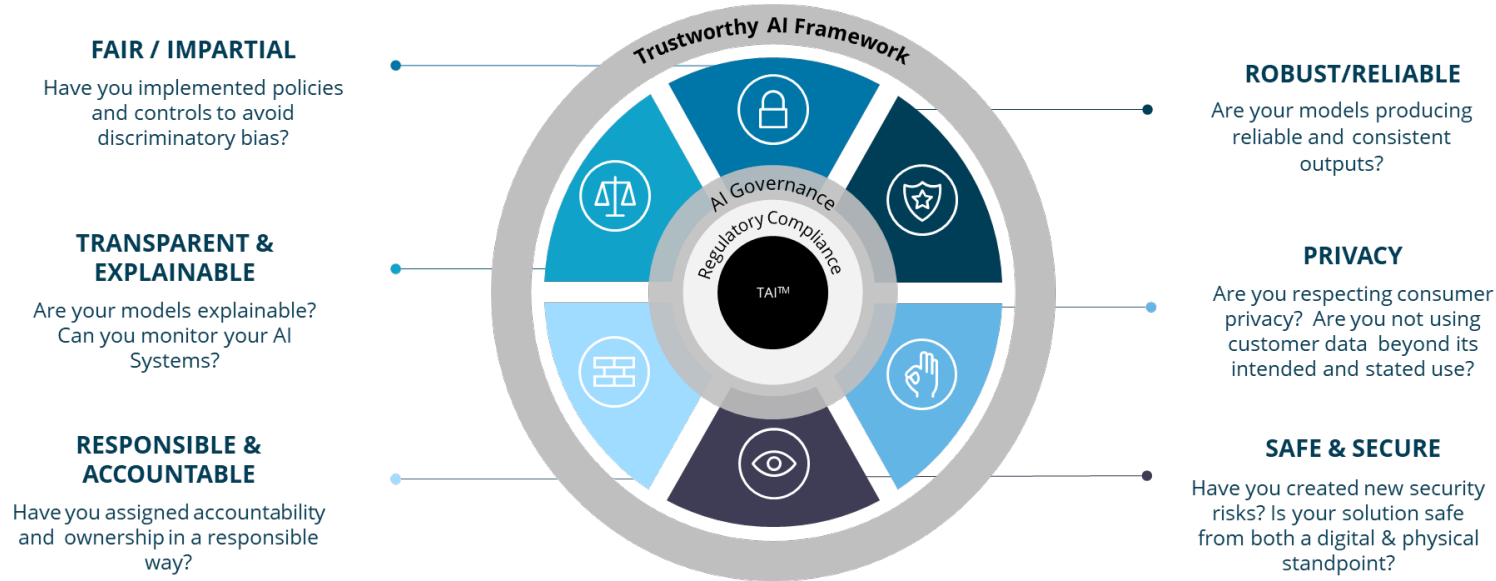 Trustworthy AI Framework
FAIR / IMPARTIAL
Have you implemented policies
and controls to avoid
discriminatory bias?
TRANSPARENT &
EXPLAINABLE
Are your models explainable?
Can you monitor your AI
Systems?
RESPONSIBLE &
ACCOUNTABLE
Have you assigned accountability
and ownership in a responsible
way?
AI Governance
Regulatory Compliance
TAI™
ROBUST/RELIABLE
Are your models producing
reliable and consistent
outputs?
PRIVACY
Are you respecting consumer
privacy? Are you not using
customer data beyond its
intended and stated use?
SAFE & SECURE
Have you created new security
risks? Is your solution safe
from both a digital & physical
standpoint?